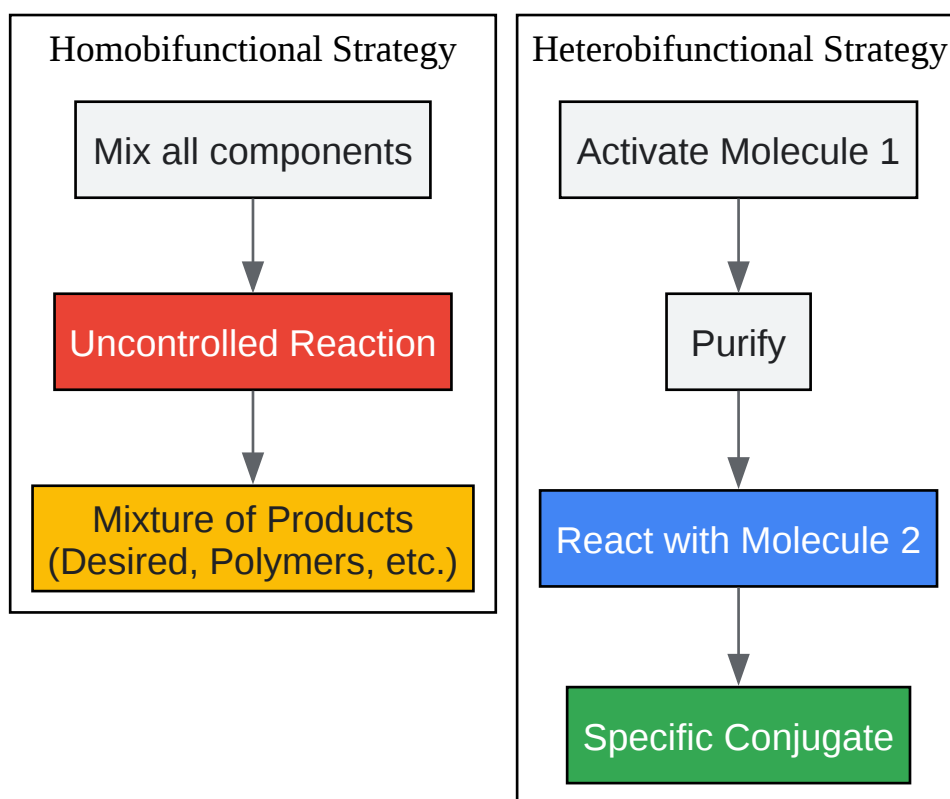 Homobifunctional Strategy
Mix all components
Uncontrolled Reaction
Mixture of Products
(Desired, Polymers, etc.)
Heterobifunctional Strategy
Activate Molecule 1
Purify
React with Molecule 2
Specific Conjugate